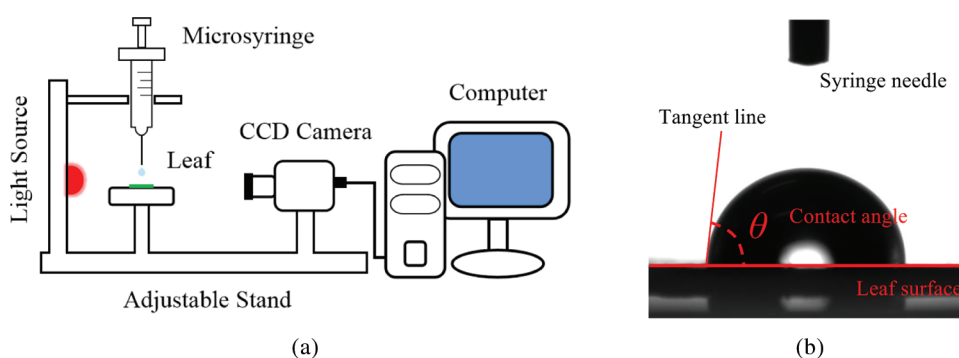 Microsyringe
Light Source
Leaf
CCD Camera
Computer
Adjustable Stand
(a)
Syringe needle
Tangent line
Contact angle
θ
Leaf surface
(b)